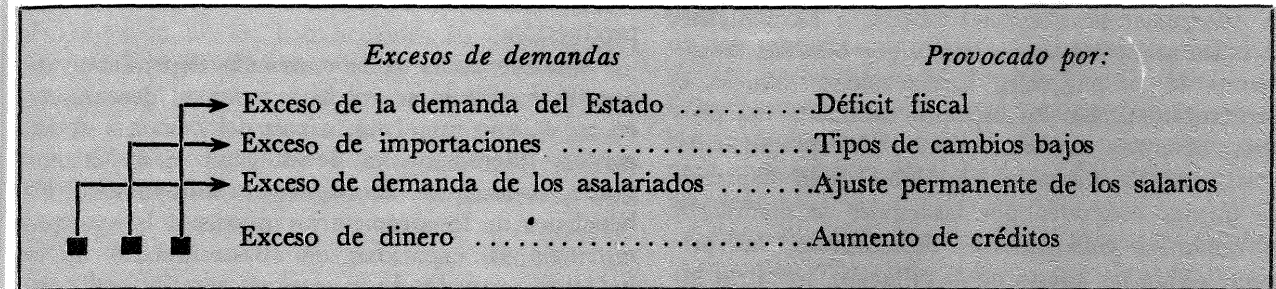 Excesos de demandas Provocado por:
Exceso de la demanda del Estado ..........Déficit fiscal
Exceso de importaciones ..................Tipos de cambios bajos
Exceso de demanda de los asalariados .......Ajuste permanente de los salarios
Exceso de dinero ........................Aumento de créditos